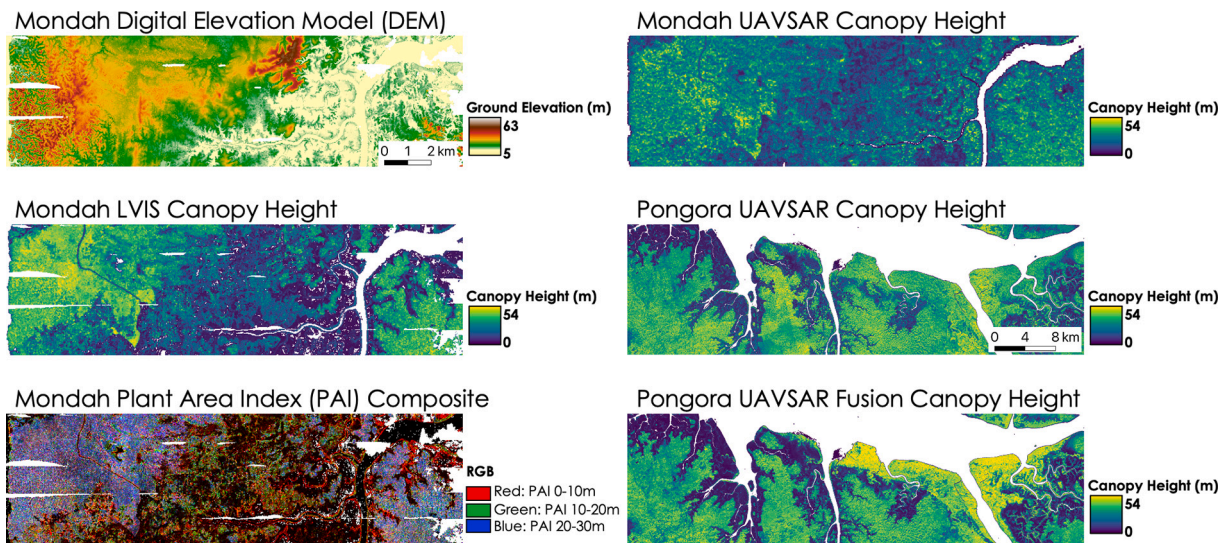 Mondah Digital Elevation Model (DEM)
Ground Elevation (m)
63
5
0 1 2 km
Mondah UAVSAR Canopy Height
Canopy Height (m)
54
0
Mondah LVIS Canopy Height
Canopy Height (m)
54
0
Pongora UAVSAR Canopy Height
Canopy Height (m)
54
0
0 4 8 km
Mondah Plant Area Index (PAI) Composite
RGB
Red: PAI 0-10m
Green: PAI 10-20m
Blue: PAI 20-30m
Pongora UAVSAR Fusion Canopy Height
Canopy Height (m)
54
0